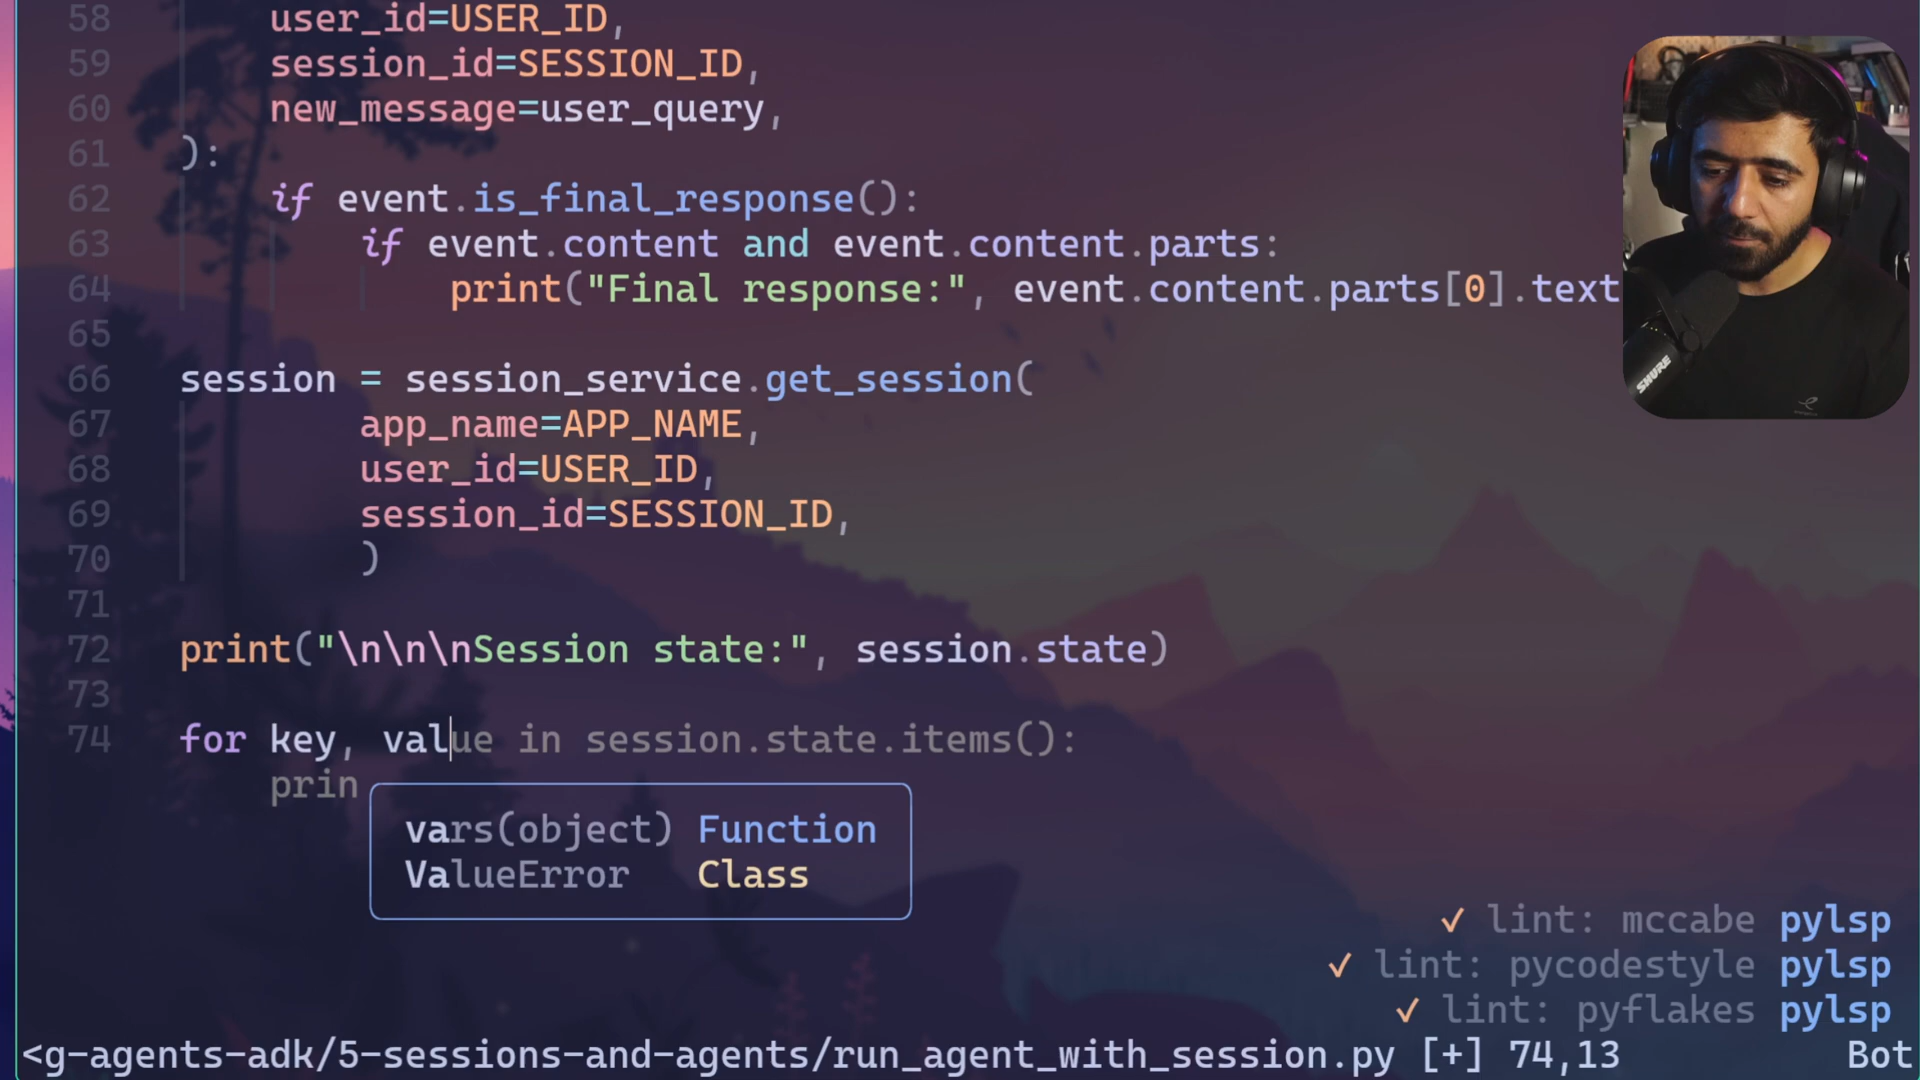 58 user_id=USER_ID,
59 session_id=SESSION_ID,
60 new_message=user_query,
61 ):
62 if event.is_final_response():
63 if event.content and event.content.parts:
64 print("Final response:", event.content.parts[0].text
65
66 session = session_service.get_session(
67 app_name=APP_NAME,
68 user_id=USER_ID,
69 session_id=SESSION_ID,
70 )
71
72 print("\n\n\nSession state:", session.state)
73
74 for key, value in session.state.items():
prin
vars(object) Function
ValueError Class
✓ lint: mccabe pylsp
✓ lint: pycodestyle pylsp
✓ lint: pyflakes pylsp
<g-agents-adk/5-sessions-and-agents/run_agent_with_session.py [+] 74,13 Bot
SHURE